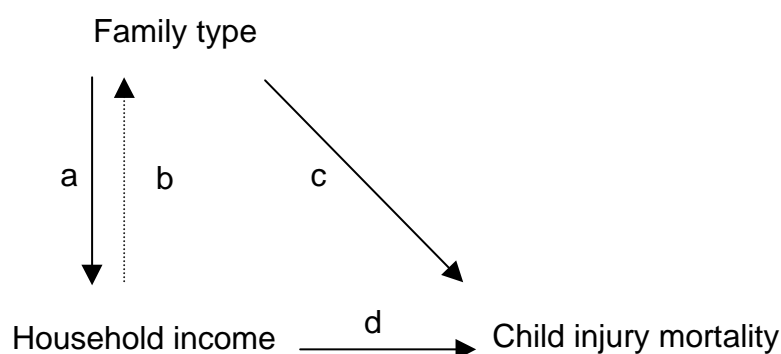 Family type
a
b
c
d
Household income
Child injury mortality